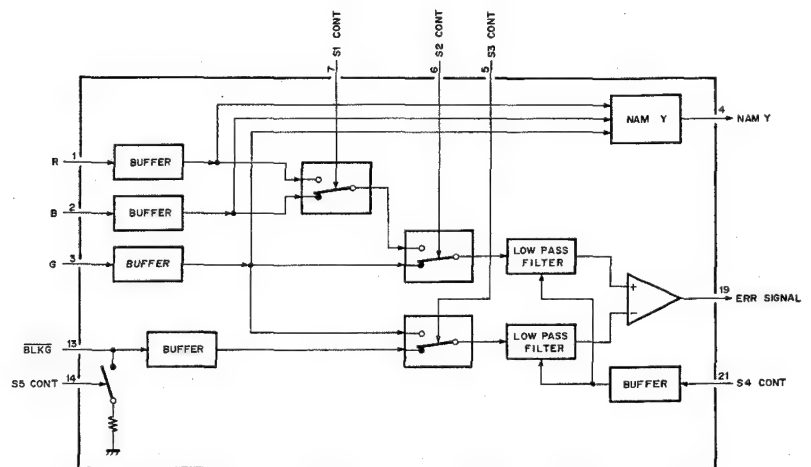 7 S1 CONT
6 S2 CONT
5 S3 CONT
NAM Y
4
NAM Y
R
1
BUFFER
B
2
BUFFER
G
3
BUFFER
LOW PASS
FILTER
+
−
19
ERR SIGNAL
BLKG
13
BUFFER
LOW PASS
FILTER
S5 CONT
14
BUFFER
21
S4 CONT